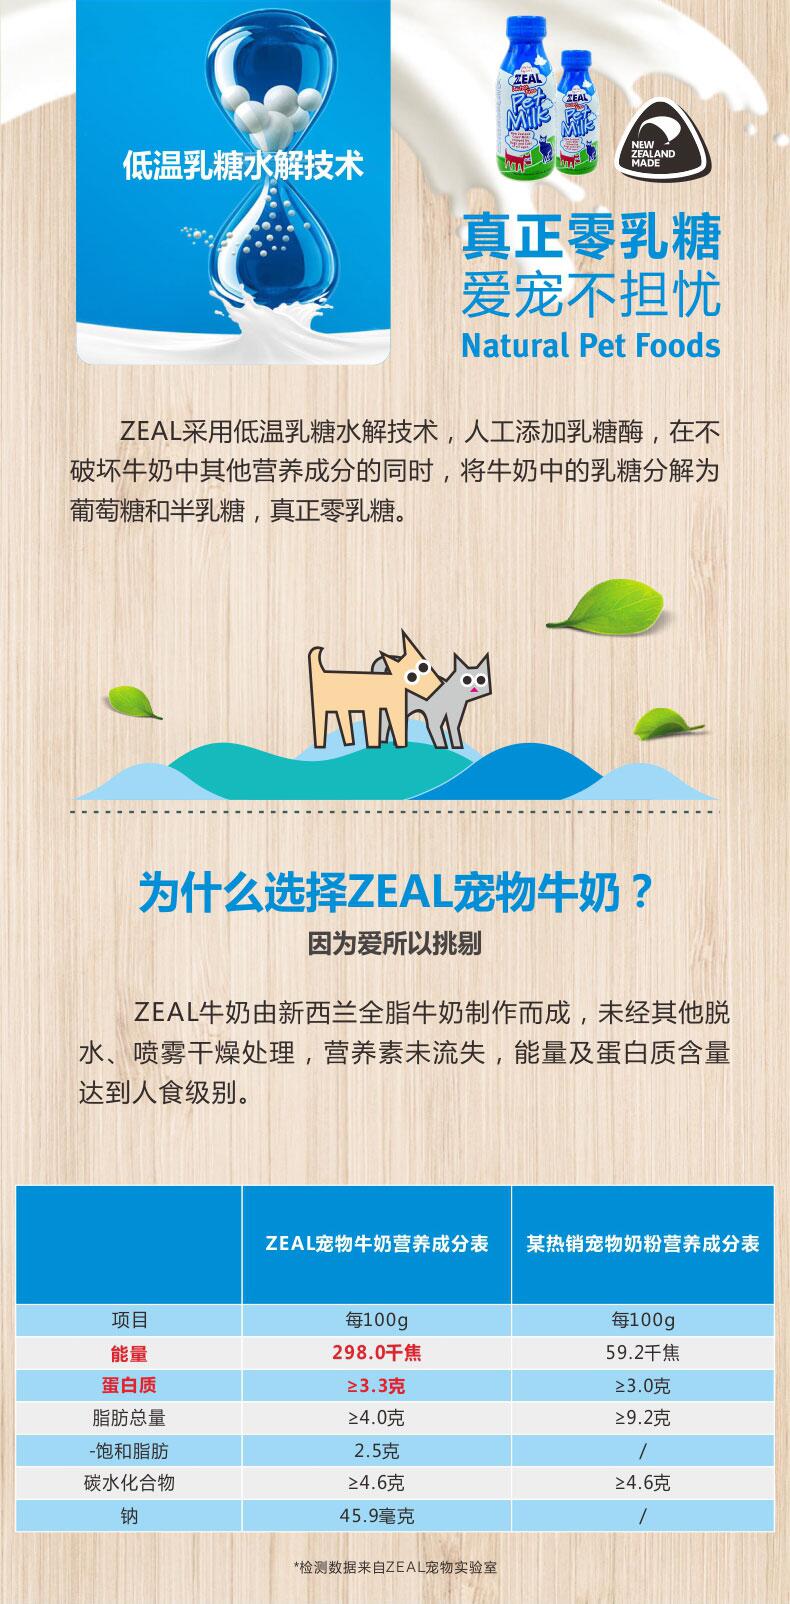 低温乳糖水解技术
ZEAL
Pet
Milk
ZEAL
Pet
Milk
NEW
ZEALAND
MADE
真正零乳糖
爱宠不担忧
Natural Pet Foods
ZEAL采用低温乳糖水解技术，人工添加乳糖酶，在不
破坏牛奶中其他营养成分的同时，将牛奶中的乳糖分解为
葡萄糖和半乳糖，真正零乳糖。
为什么选择ZEAL宠物牛奶？
因为爱所以挑剔
ZEAL牛奶由新西兰全脂牛奶制作而成，未经其他脱
水、喷雾干燥处理，营养素未流失，能量及蛋白质含量
达到人食级别。
ZEAL宠物牛奶营养成分表 某热销宠物奶粉营养成分表
项目 每100g 每100g
能量 298.0千焦 59.2千焦
蛋白质 ≥3.3克 ≥3.0克
脂肪总量 ≥4.0克 ≥9.2克
-饱和脂肪 2.5克 /
碳水化合物 ≥4.6克 ≥4.6克
钠 45.9毫克 /
*检测数据来自ZEAL宠物实验室